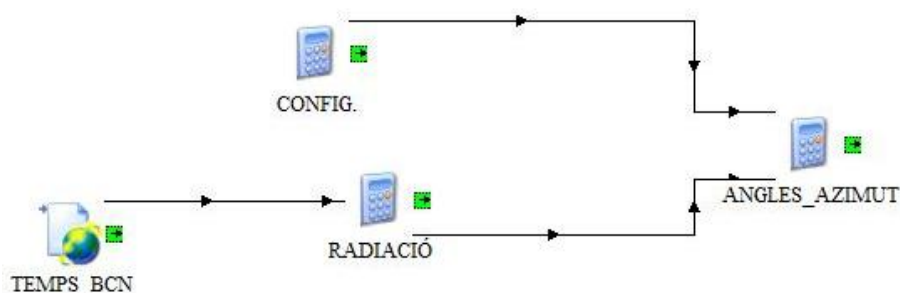 CONFIG.
ANGLES_AZIMUT
RADIACIÓ
TEMPS_BCN